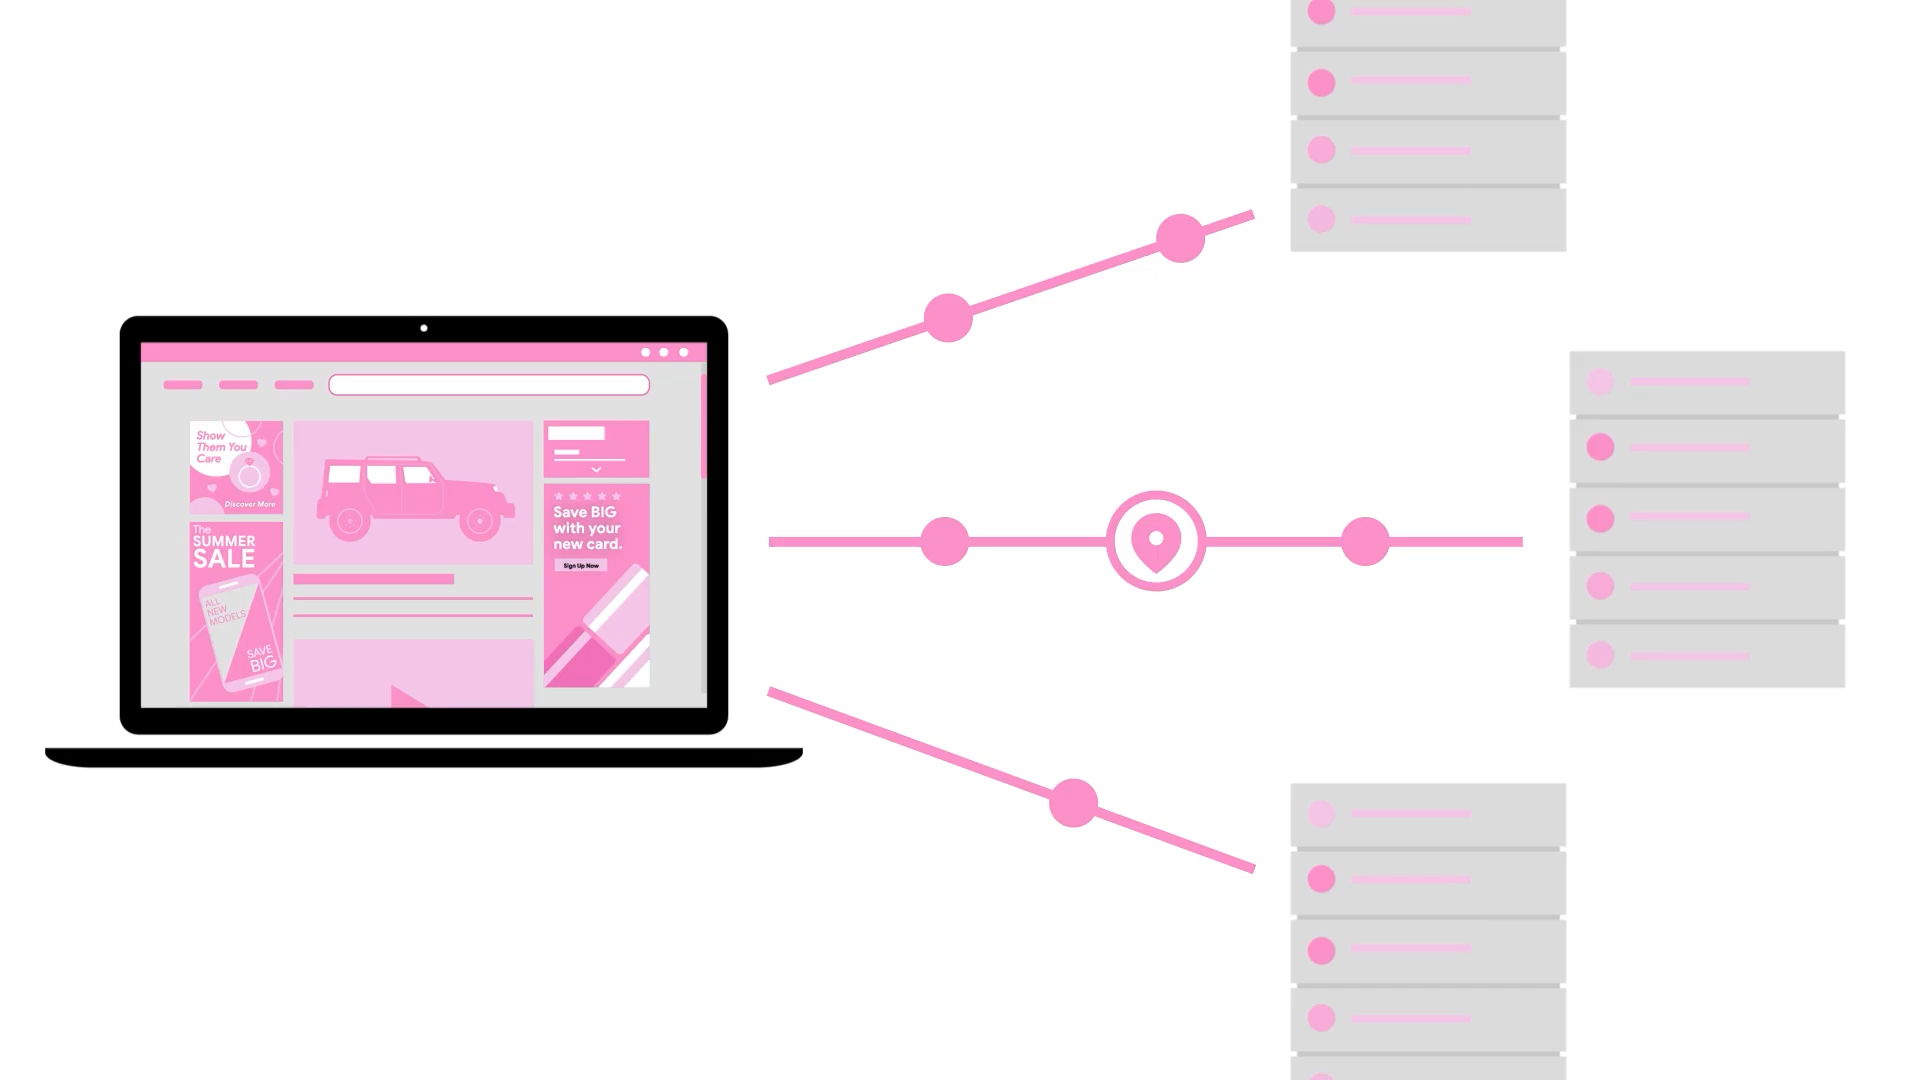 Show
Them You
Care
Discover More
The
SUMMER
SALE
ALL
NEW
MODELS
SAVE
BIG
Save BIG
with your
new card.
Sign Up Now